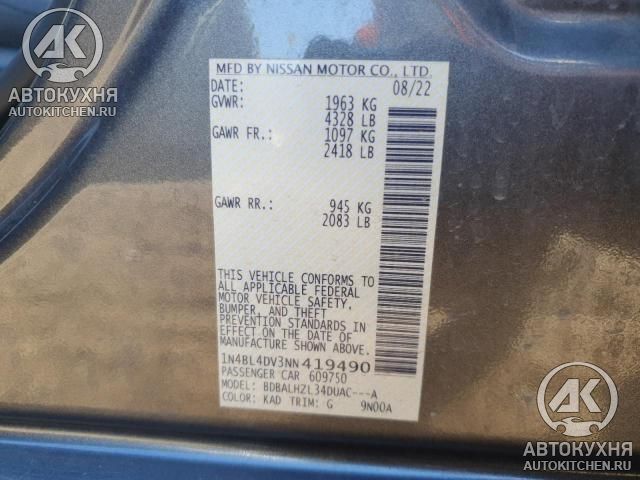 АВТОКУХНЯ
AUTOKITCHEN.RU
MFD BY NISSAN MOTOR CO., LTD.
DATE: 08/22
GVWR: 1963 KG
4328 LB
GAWR FR.: 1097 KG
2418 LB
GAWR RR.: 945 KG
2083 LB
THIS VEHICLE CONFORMS TO
ALL APPLICABLE FEDERAL
MOTOR VEHICLE SAFETY,
BUMPER, AND THEFT
PREVENTION STANDARDS IN
EFFECT ON THE DATE OF
MANUFACTURE SHOWN ABOVE.
1N4BL4DV3NN419490
PASSENGER CAR 609750
MODEL: BDBALHZL34DUAC---A
COLOR: KAD TRIM: G 9N00A
АВТОКУХНЯ
AUTOKITCHEN.RU